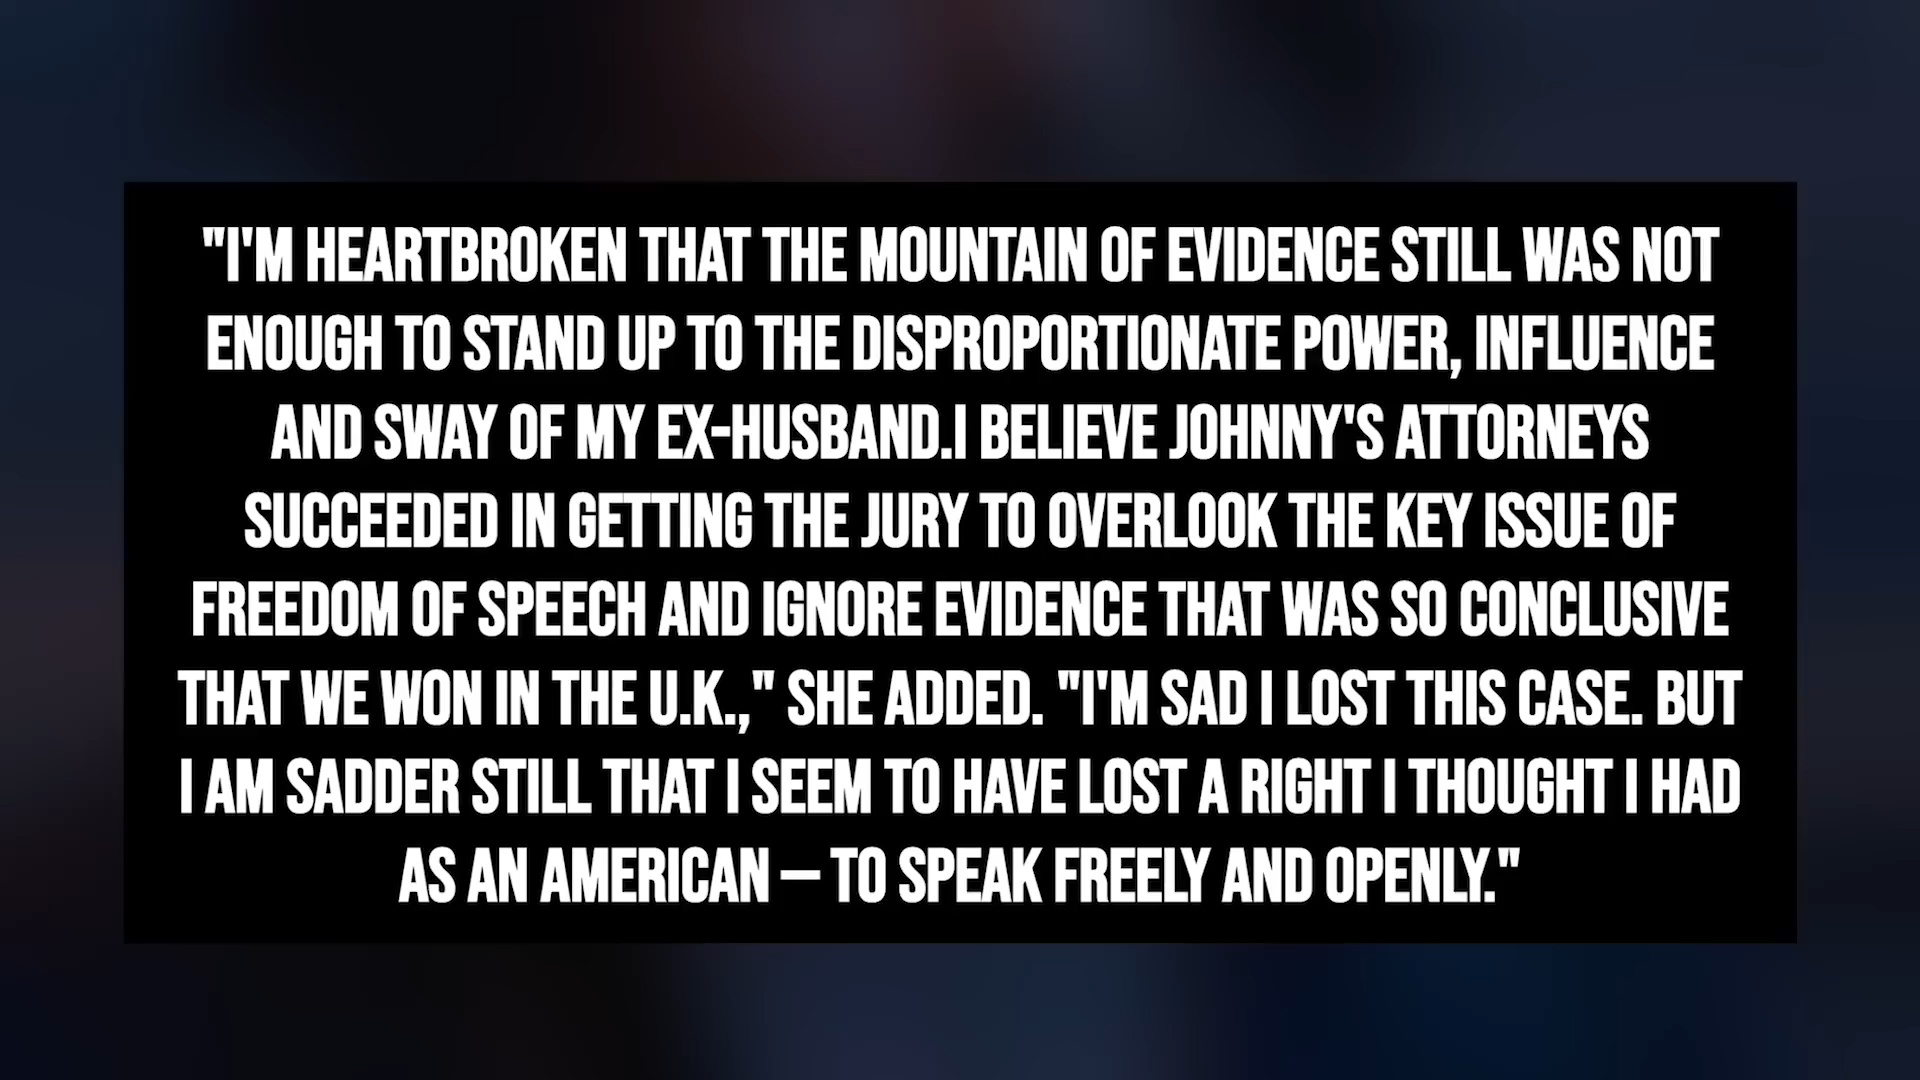 "I'M HEARTBROKEN THAT THE MOUNTAIN OF EVIDENCE STILL WAS NOT
ENOUGH TO STAND UP TO THE DISPROPORTIONATE POWER, INFLUENCE
AND SWAY OF MY EX-HUSBAND.I BELIEVE JOHNNY'S ATTORNEYS
SUCCEEDED IN GETTING THE JURY TO OVERLOOK THE KEY ISSUE OF
FREEDOM OF SPEECH AND IGNORE EVIDENCE THAT WAS SO CONCLUSIVE
THAT WE WON IN THE U.K.," SHE ADDED. "I'M SAD I LOST THIS CASE. BUT
I AM SADDER STILL THAT I SEEM TO HAVE LOST A RIGHT I THOUGHT I HAD
AS AN AMERICAN – TO SPEAK FREELY AND OPENLY."